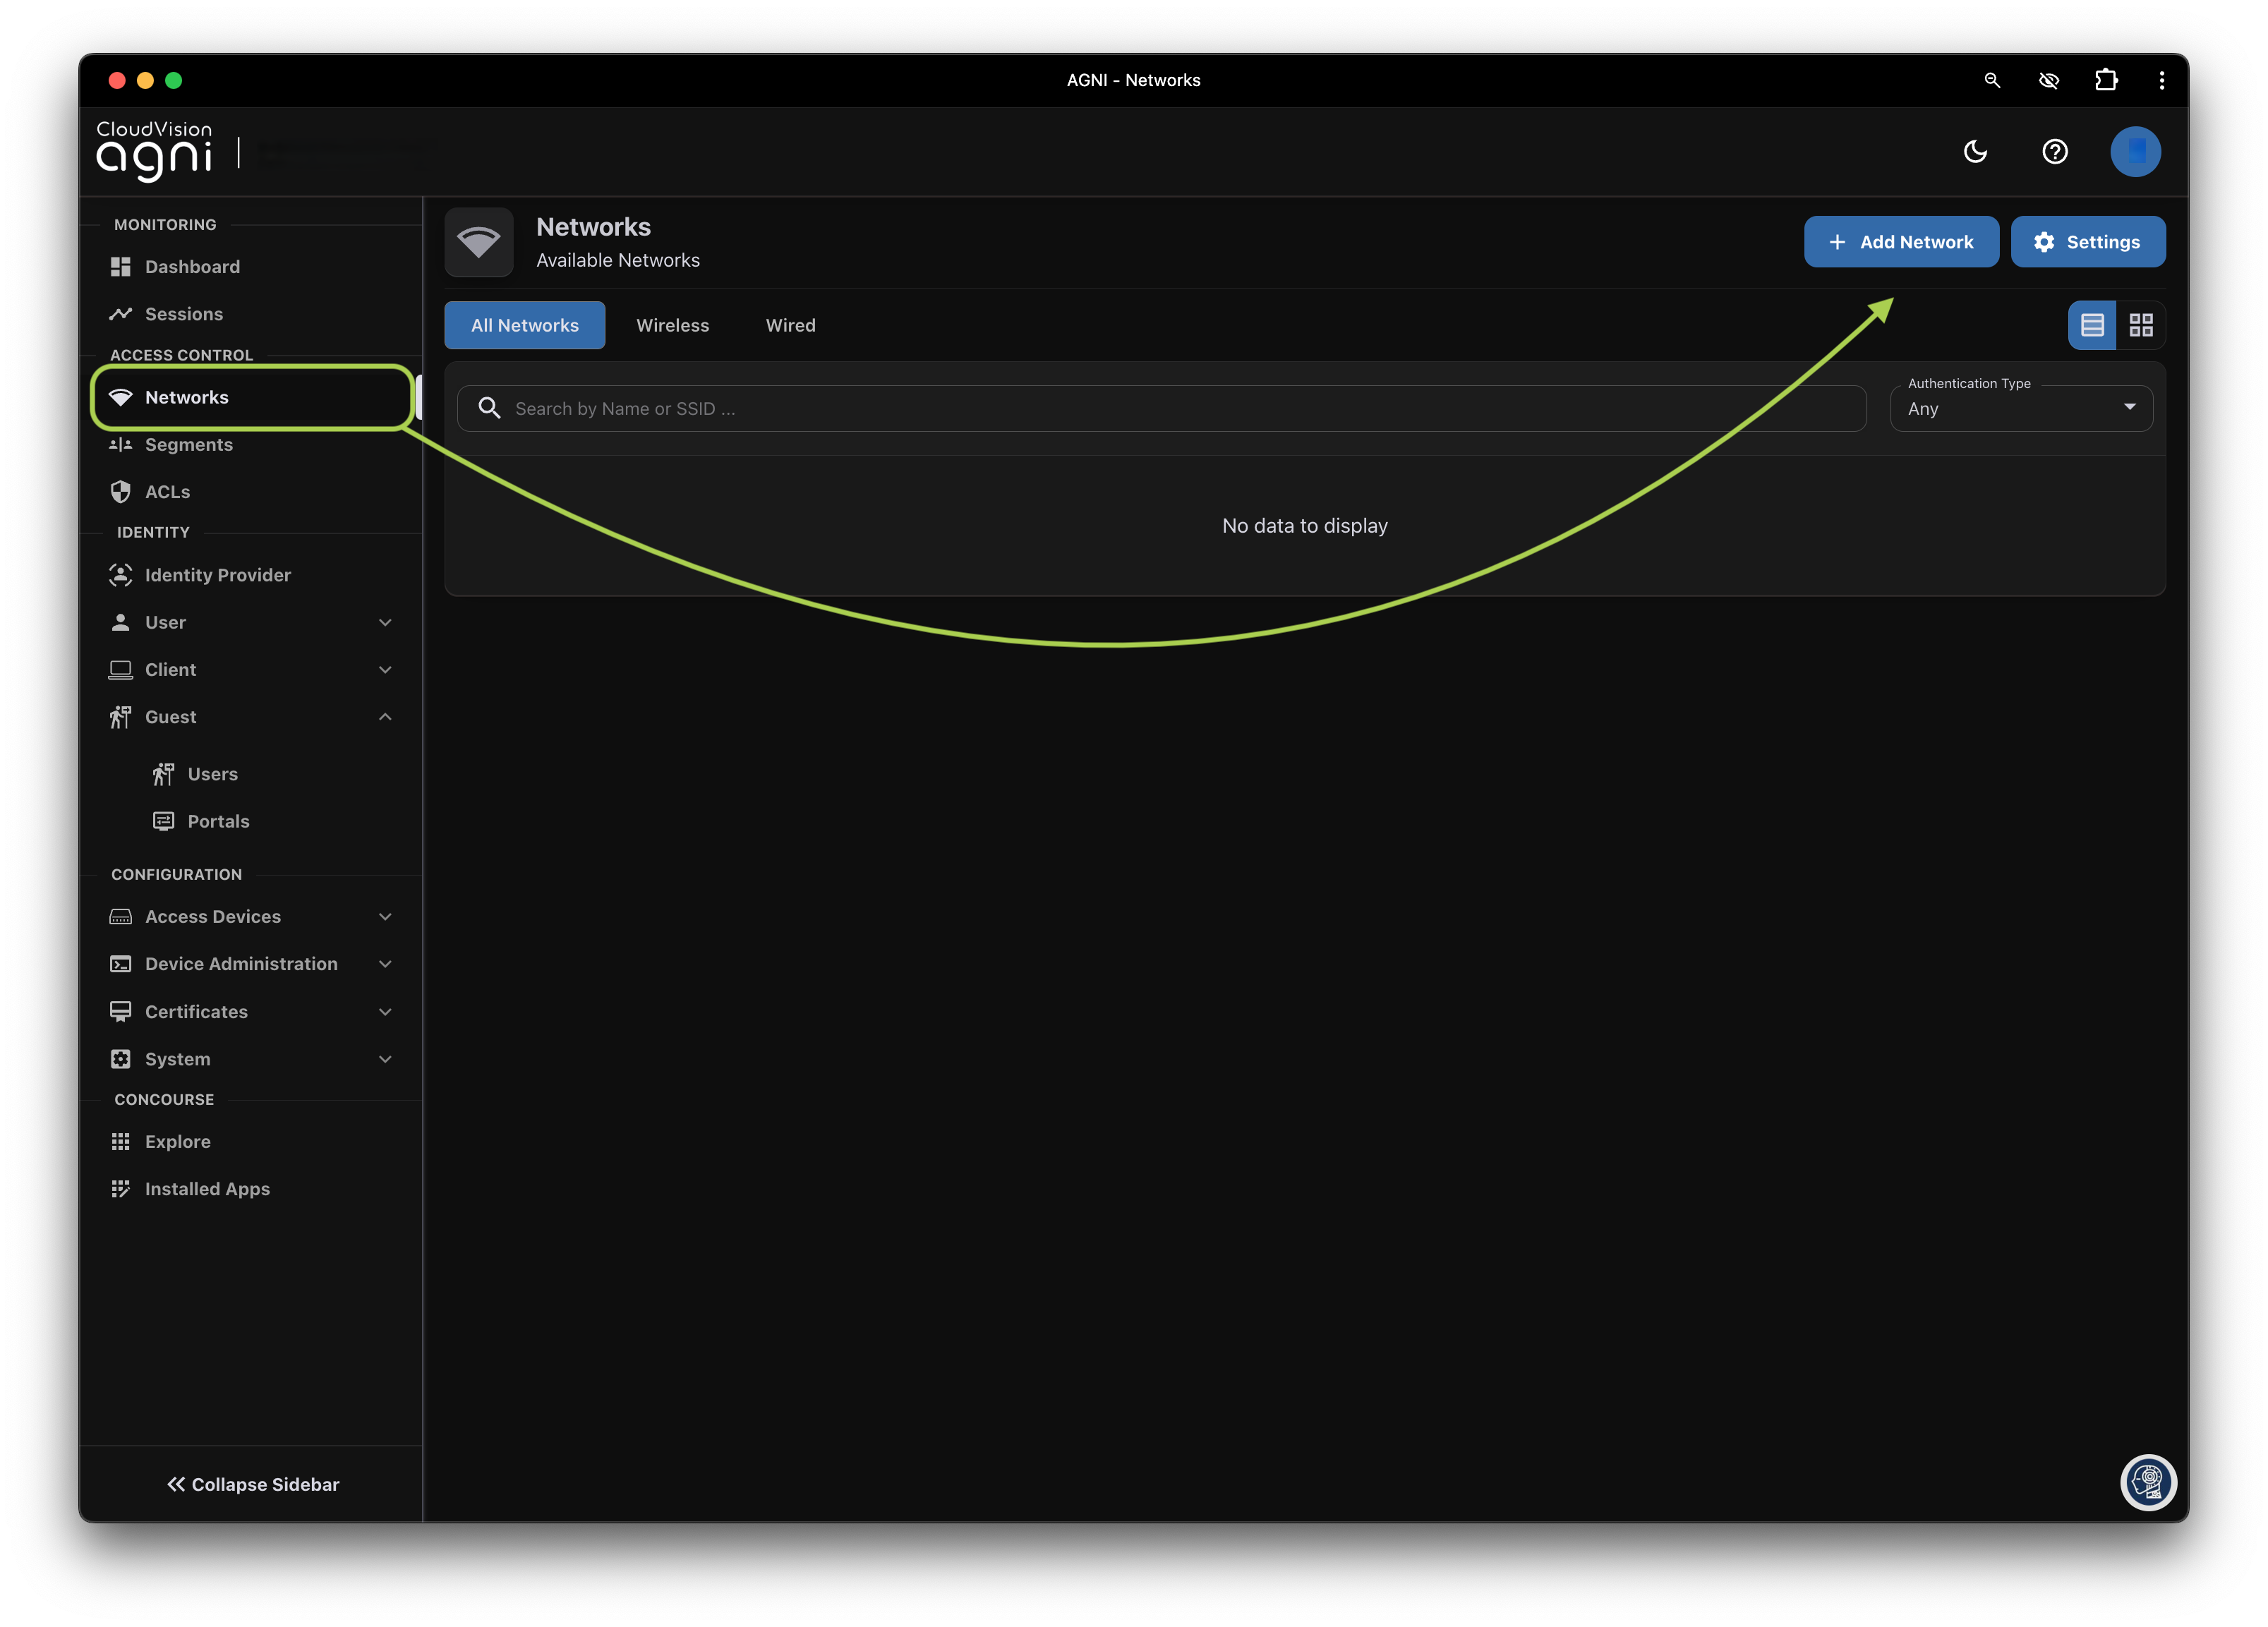 AGNI - Networks
CloudVision
agni
MONITORING
Dashboard
Sessions
ACCESS CONTROL
Networks
Segments
ACLs
IDENTITY
Identity Provider
User
Client
Guest
Users
Portals
CONFIGURATION
Access Devices
Device Administration
Certificates
System
CONCOURSE
Explore
Installed Apps
Collapse Sidebar
Networks
Available Networks
Add Network
Settings
All Networks
Wireless
Wired
Search by Name or SSID ...
Authentication Type
Any
No data to display